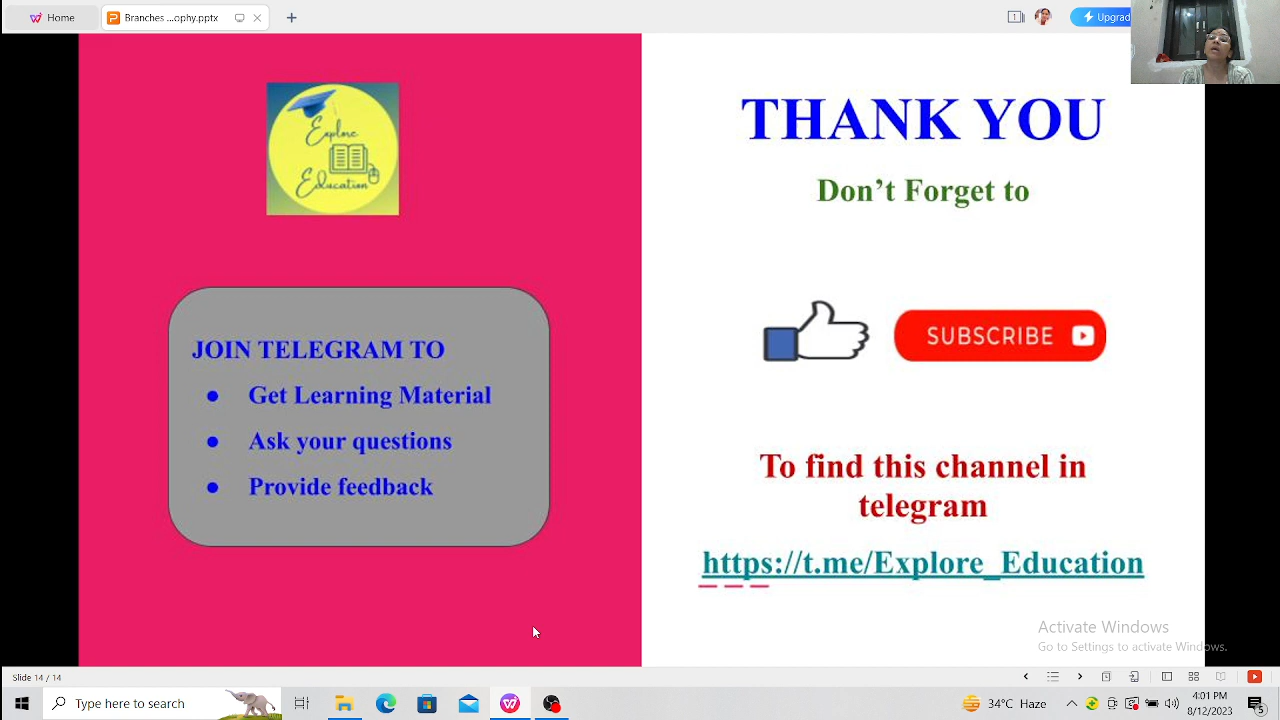 Home
Branches ...ophy.pptx
1
Upgrad
Explore
Education
JOIN TELEGRAM TO
● Get Learning Material
● Ask your questions
● Provide feedback
THANK YOU
Don’t Forget to
SUBSCRIBE
To find this channel in
telegram
https://t.me/Explore_Education
Activate Windows
Go to Settings to activate Windows.
Slide 14 / 14
Type here to search
34°C Haze
4:01 PM
8/12/2023